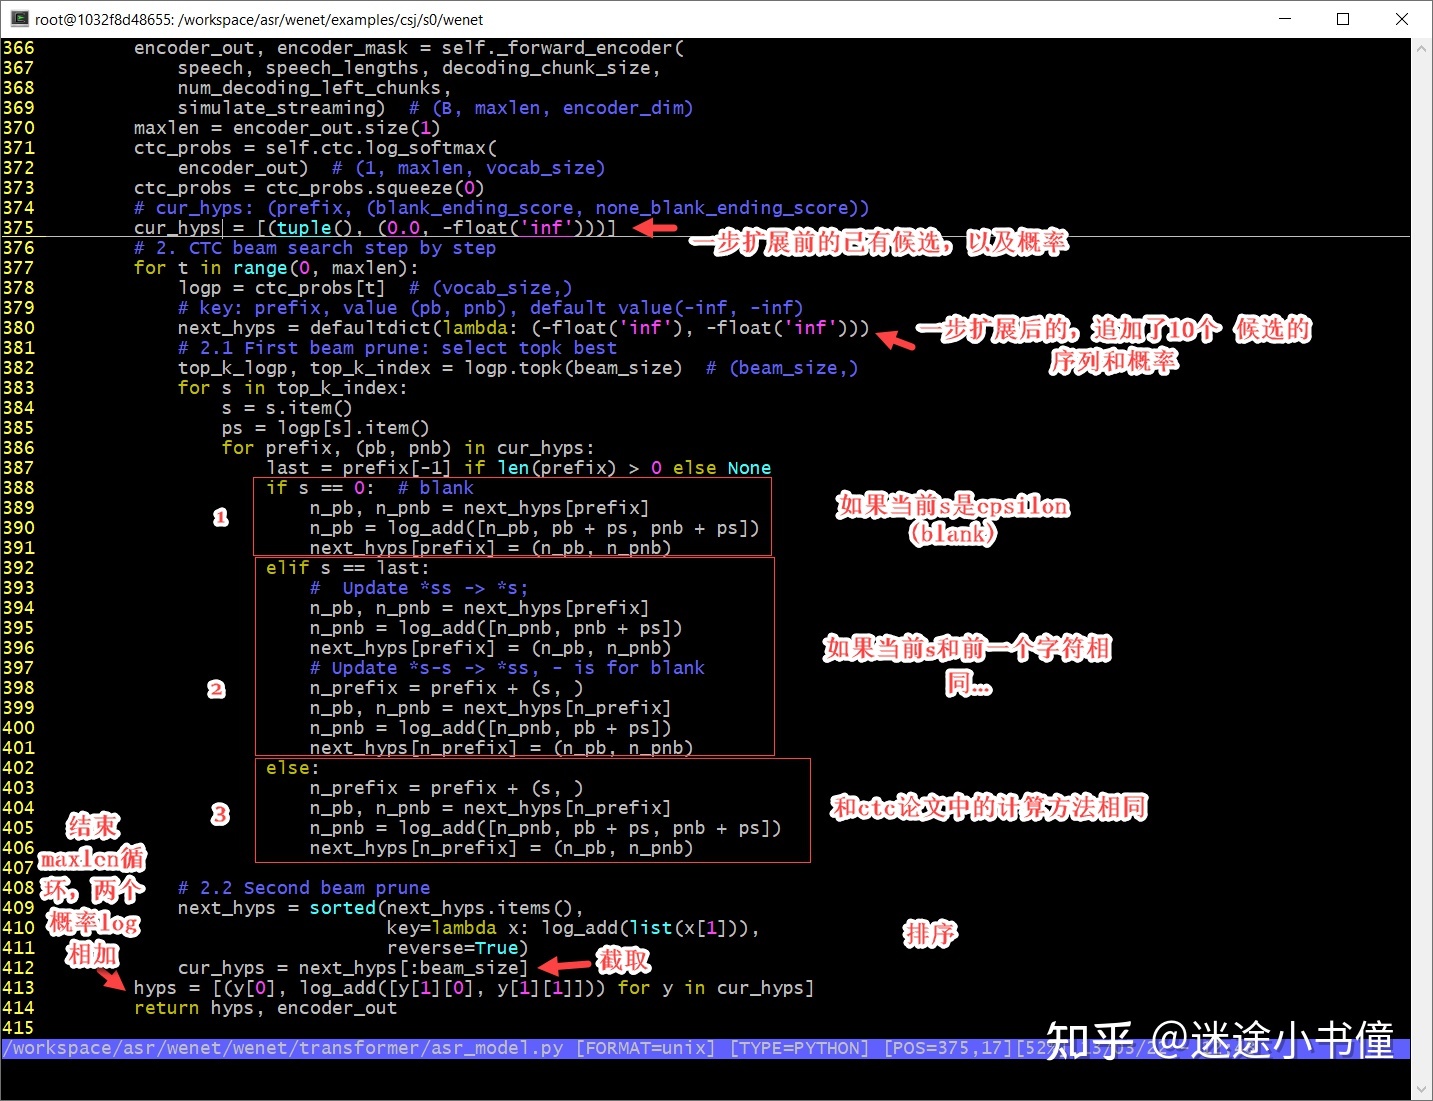 root@1032f8d48655: /workspace/asr/wenet/examples/csj/s0/wenet
366 encoder_out, encoder_mask = self._forward_encoder(
367 speech, speech_lengths, decoding_chunk_size,
368 num_decoding_left_chunks,
369 simulate_streaming)  # (B, maxlen, encoder_dim)
370 maxlen = encoder_out.size(1)
371 ctc_probs = self.ctc.log_softmax(
372 encoder_out)  # (1, maxlen, vocab_size)
373 ctc_probs = ctc_probs.squeeze(0)
374 # cur_hyps: (prefix, (blank_ending_score, none_blank_ending_score))
375 cur_hyps = [(tuple(), (0.0, -float('inf')))]
一步扩展前的已有候选，以及概率
376 # 2. CTC beam search step by step
377 for t in range(0, maxlen):
378 logp = ctc_probs[t]  # (vocab_size,)
379 # key: prefix, value (pb, pnb), default value(-inf, -inf)
380 next_hyps = defaultdict(lambda: (-float('inf'), -float('inf')))
一步扩展后的，追加了10个 候选的
序列和概率
381 # 2.1 First beam prune: select topk best
382 top_k_logp, top_k_index = logp.topk(beam_size)  # (beam_size,)
383 for s in top_k_index:
384 s = s.item()
385 ps = logp[s].item()
386 for prefix, (pb, pnb) in cur_hyps:
387 last = prefix[-1] if len(prefix) > 0 else None
388 if s == 0:  # blank
389 n_pb, n_pnb = next_hyps[prefix]
390 n_pb = log_add([n_pb, pb + ps, pnb + ps])
391 next_hyps[prefix] = (n_pb, n_pnb)
1
如果当前s是epsilon
(blank)
392 elif s == last:
393 #  Update *ss -> *s;
394 n_pb, n_pnb = next_hyps[prefix]
395 n_pnb = log_add([n_pnb, pnb + ps])
396 next_hyps[prefix] = (n_pb, n_pnb)
397 # Update *s-s -> *ss, - is for blank
398 n_prefix = prefix + (s, )
399 n_pb, n_pnb = next_hyps[n_prefix]
400 n_pnb = log_add([n_pnb, pb + ps])
401 next_hyps[n_prefix] = (n_pb, n_pnb)
2
如果当前s和前一个字符相
同...
402 else:
403 n_prefix = prefix + (s, )
404 n_pb, n_pnb = next_hyps[n_prefix]
405 n_pnb = log_add([n_pnb, pb + ps, pnb + ps])
406 next_hyps[n_prefix] = (n_pb, n_pnb)
3
和ctc论文中的计算方法相同
407
408 # 2.2 Second beam prune
409 next_hyps = sorted(next_hyps.items(),
410 key=lambda x: log_add(list(x[1])),
411 reverse=True)
排序
412 cur_hyps = next_hyps[:beam_size]
截取
结束
maxlen循
环，两个
概率log
相加
413 hyps = [(y[0], log_add([y[1][0], y[1][1]])) for y in cur_hyps]
414 return hyps, encoder_out
415
/workspace/asr/wenet/wenet/transformer/asr_model.py [FORMAT=unix] [TYPE=PYTHON] [POS=375,17][52%]
知乎 @迷途小书僮